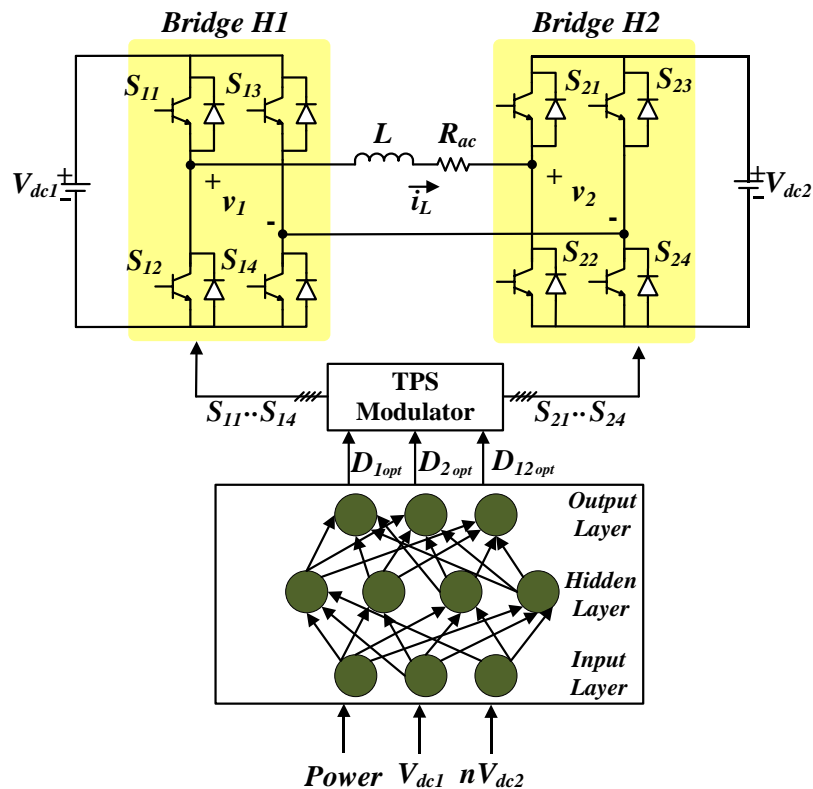 Bridge H1
Bridge H2
S11
S13
S21
S23
L
Rac
Vdc1
+
-
+
v1
-
iL
+
v2
-
+
-
Vdc2
S12
S14
S22
S24
TPS
Modulator
S11..S14
S21..S24
D1opt
D2opt
D12opt
Output
Layer
Hidden
Layer
Input
Layer
Power
Vdc1
nVdc2